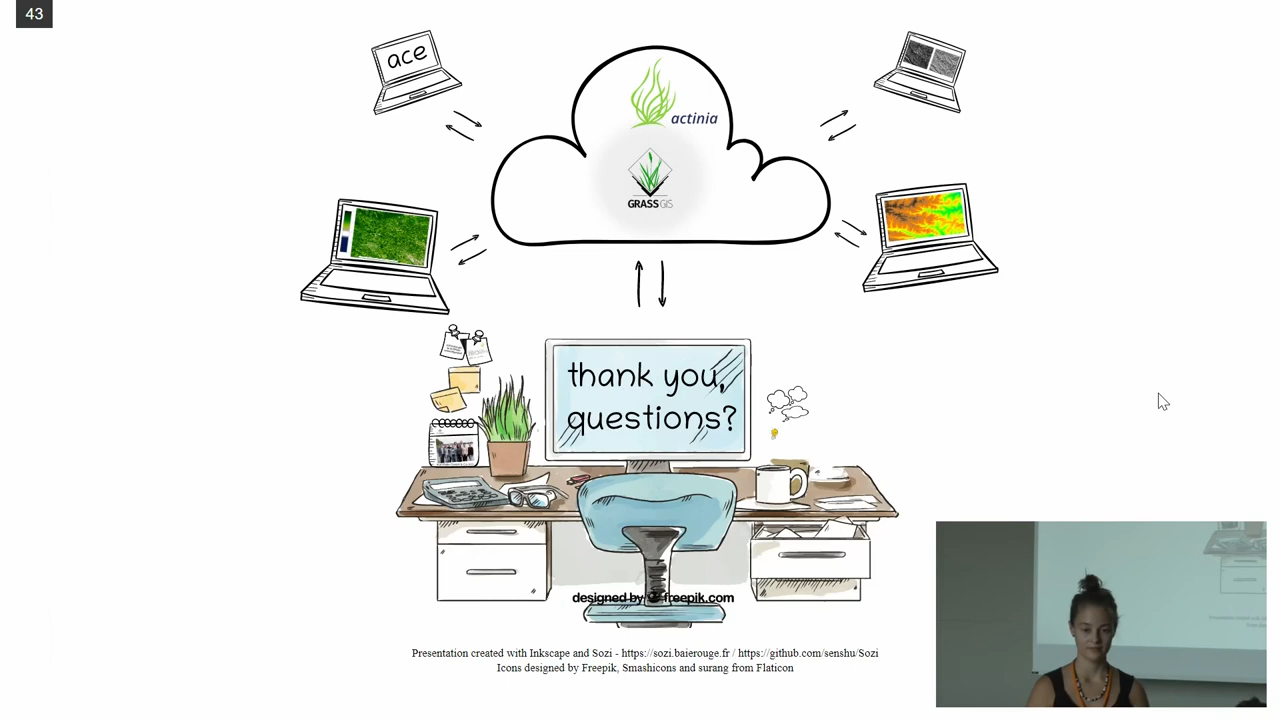 43
ace
actinia
GRASS GIS
thank you,
questions?
designed by freepik.com
Presentation created with Inkscape and Sozi - https://sozi.baierouge.fr / https://github.com/senshu/Sozi
Icons designed by Freepik, Smashicons and surang from Flaticon